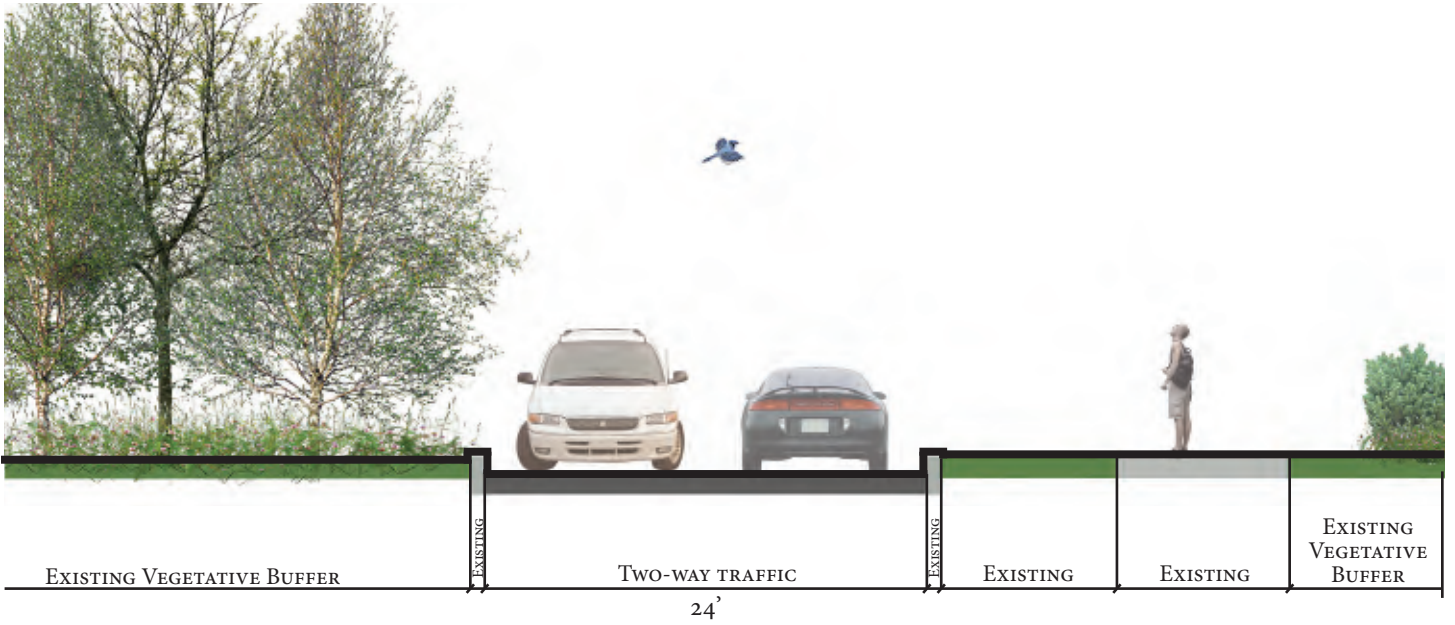 Existing Vegetative Buffer
Existing
Two-way traffic
Existing
Existing
Existing
Existing
Vegetative
Buffer
24’